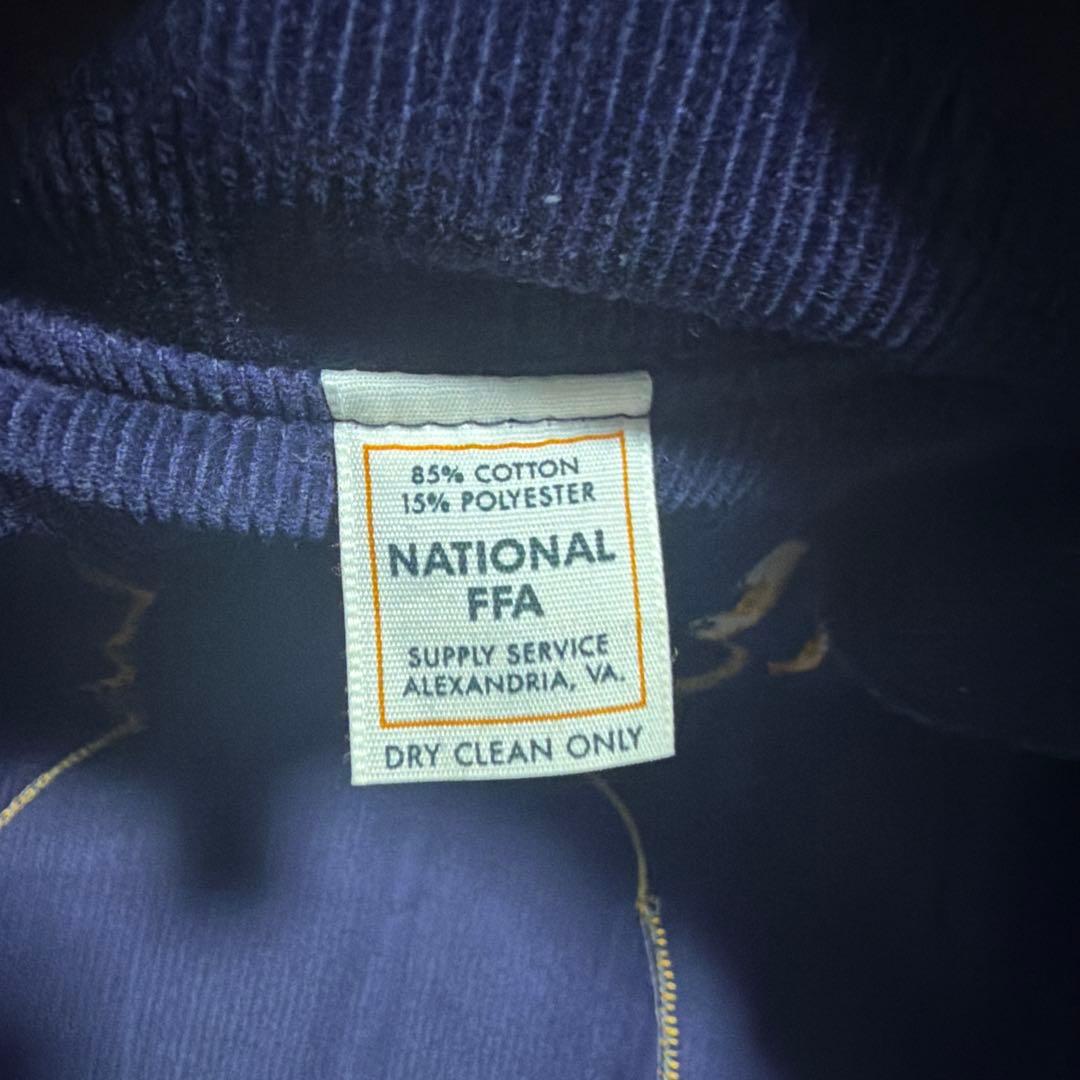 85% COTTON
15% POLYESTER
NATIONAL
FFA
SUPPLY SERVICE
ALEXANDRIA, VA.
DRY CLEAN ONLY